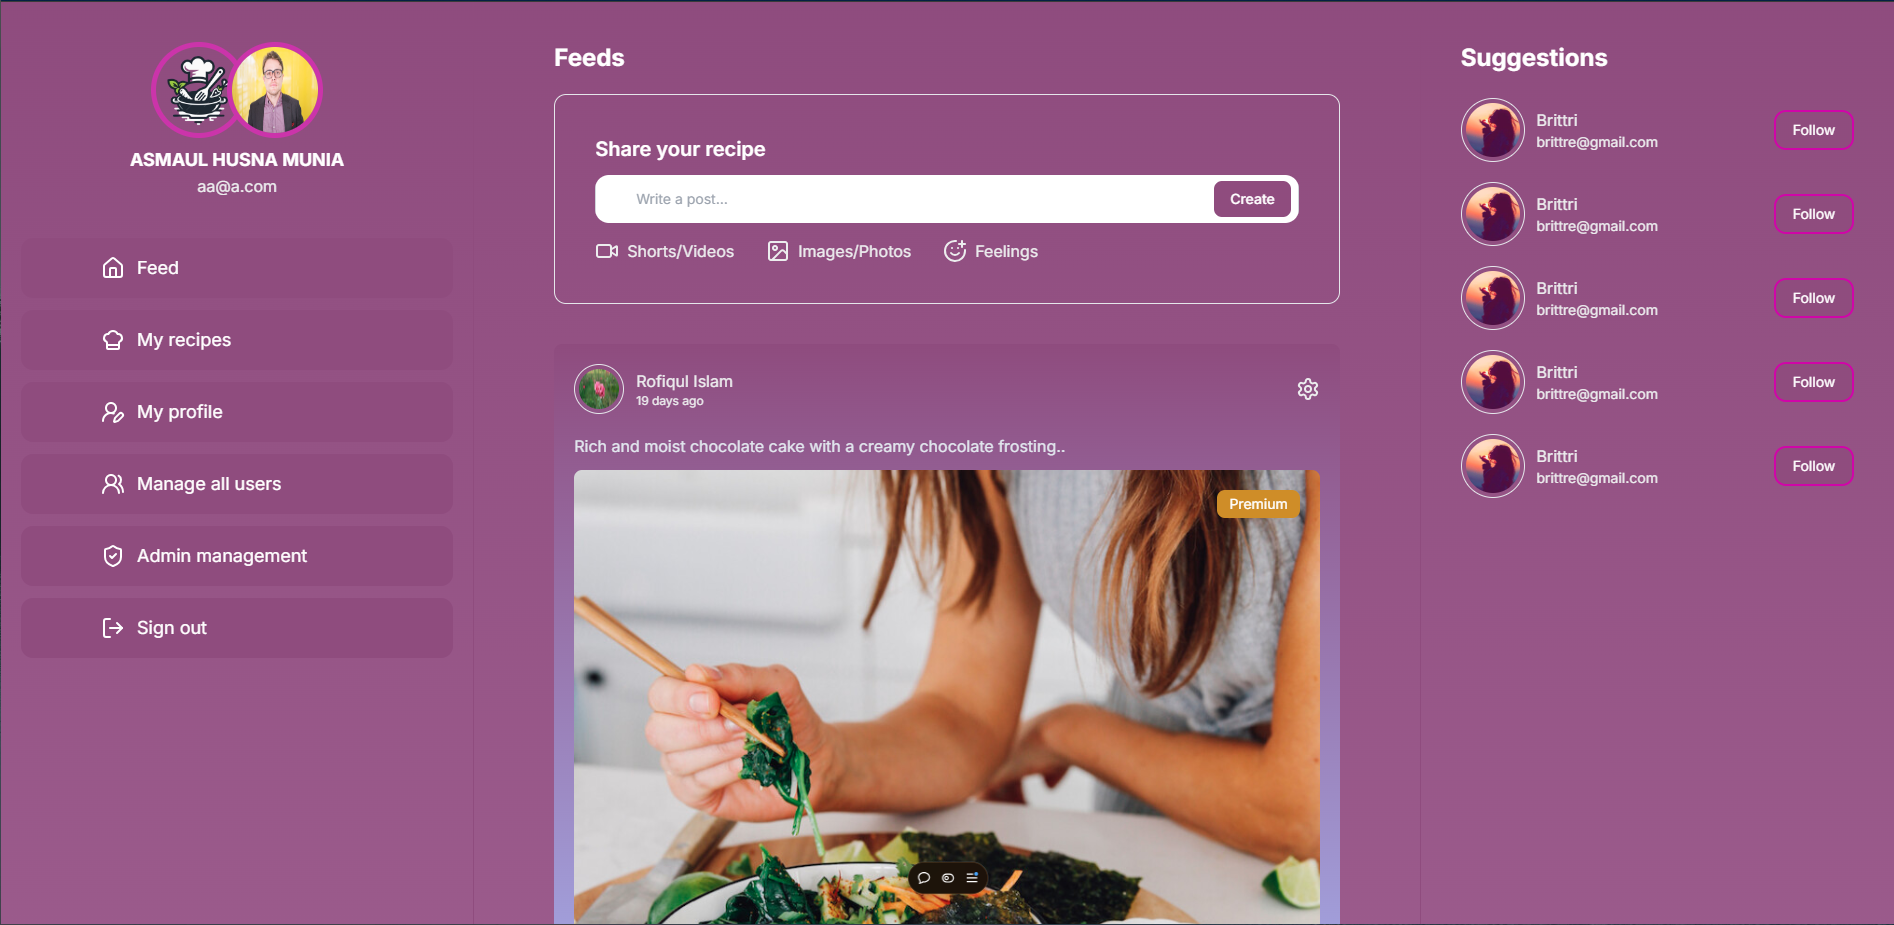 ASMAUL HUSNA MUNIA
aa@a.com
Feed
My recipes
My profile
Manage all users
Admin management
Sign out
Feeds
Share your recipe
Write a post...
Create
Shorts/Videos
Images/Photos
Feelings
Rofiqul Islam
19 days ago
Rich and moist chocolate cake with a creamy chocolate frosting..
Premium
Suggestions
Brittri
brittre@gmail.com
Follow
Brittri
brittre@gmail.com
Follow
Brittri
brittre@gmail.com
Follow
Brittri
brittre@gmail.com
Follow
Brittri
brittre@gmail.com
Follow